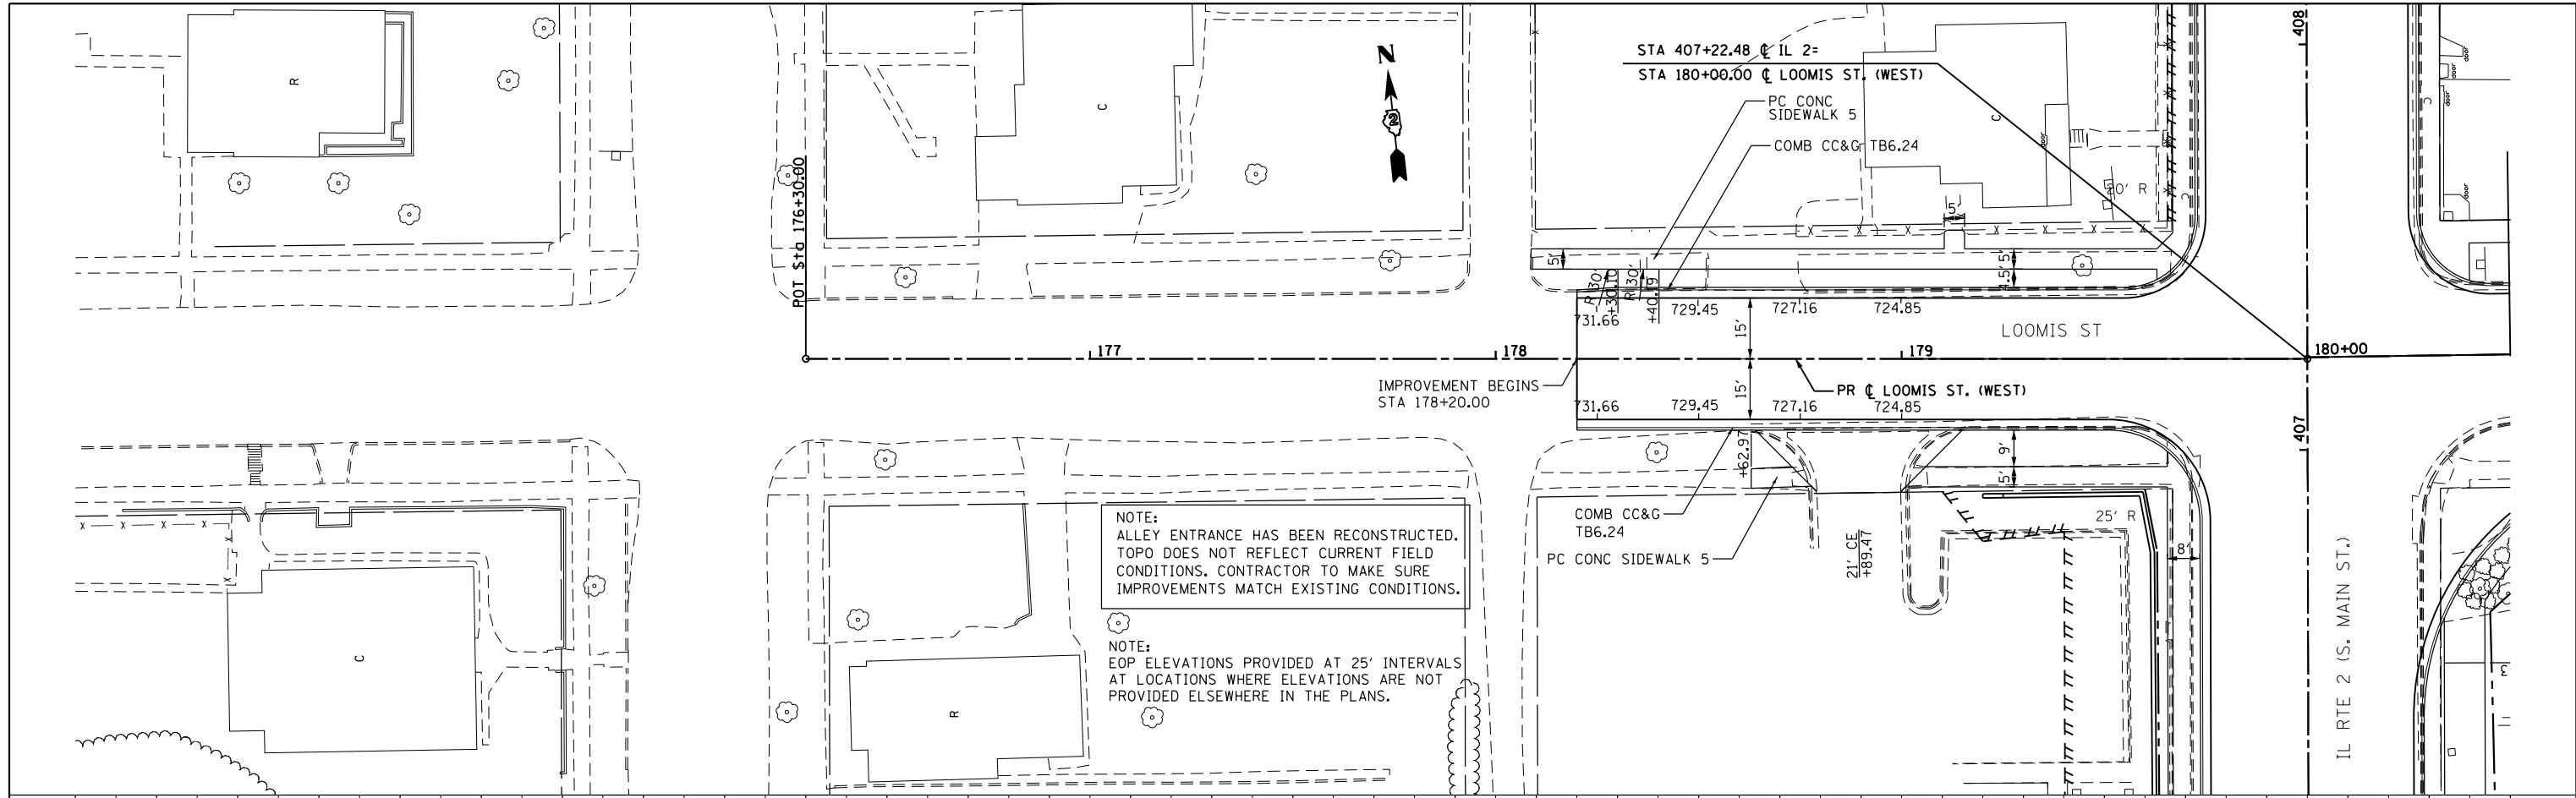 408
STA 407+22.48 ℄ IL 2=
STA 180+00.00 ℄ LOOMIS ST. (WEST)
N
2
R
C
C
PC CONC
SIDEWALK 5
COMB CC&G TB6.24
door
door
door
door
door
door
POT Sta 176+30.00
5'
5'
R 30'
+30.10
R 30'
+40.19
4.5'
5'
731.66
729.45
727.16
724.85
15'
LOOMIS ST
177
178
179
180+00
IMPROVEMENT BEGINS
STA 178+20.00
15'
PR ℄ LOOMIS ST. (WEST)
731.66
729.45
727.16
724.85
407
+62.97
9'
5'
NOTE:
ALLEY ENTRANCE HAS BEEN RECONSTRUCTED.
TOPO DOES NOT REFLECT CURRENT FIELD
CONDITIONS. CONTRACTOR TO MAKE SURE
IMPROVEMENTS MATCH EXISTING CONDITIONS.
COMB CC&G
TB6.24
PC CONC SIDEWALK 5
21' CE
+89.47
25' R
8'
IL RTE 2 (S. MAIN ST.)
NOTE:
EOP ELEVATIONS PROVIDED AT 25' INTERVALS
AT LOCATIONS WHERE ELEVATIONS ARE NOT
PROVIDED ELSEWHERE IN THE PLANS.
C
R